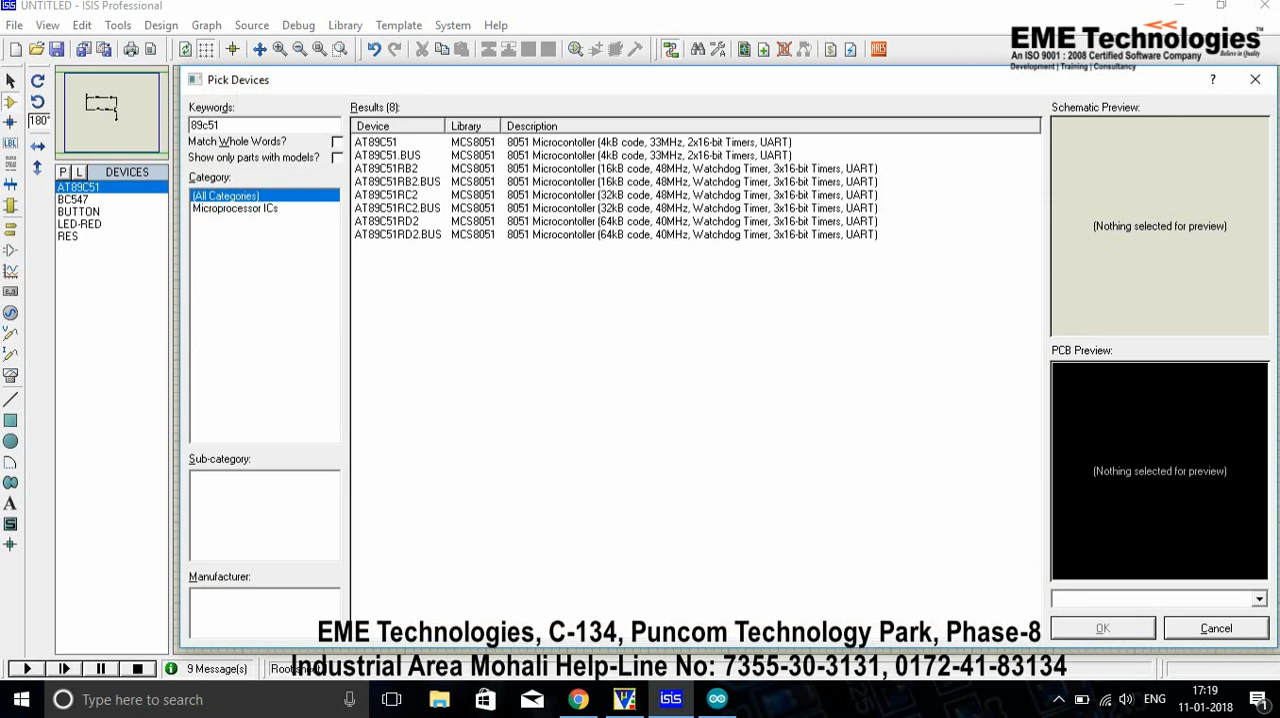 UNTITLED - ISIS Professional
File View Edit Tools Design Graph Source Debug Library Template System Help
EME Technologies
Believe in Quality
An ISO 9001 : 2008 Certified Software Company
Development | Training | Consultancy
Pick Devices
?
Keywords:
89c51
Match Whole Words?
Show only parts with models?
Category:
(All Categories)
Microprocessor ICs
Sub-category:
Manufacturer:
180°
LBL
P L DEVICES
AT89C51
BC547
BUTTON
LED-RED
RES
A
S
Results (8):
Device Library Description
AT89C51 MCS8051 8051 Microcontoller (4kB code, 33MHz, 2x16-bit Timers, UART)
AT89C51.BUS MCS8051 8051 Microcontoller (4kB code, 33MHz, 2x16-bit Timers, UART)
AT89C51RB2 MCS8051 8051 Microcontoller (16kB code, 48MHz, Watchdog Timer, 3x16-bit Timers, UART)
AT89C51RB2.BUS MCS8051 8051 Microcontoller (16kB code, 48MHz, Watchdog Timer, 3x16-bit Timers, UART)
AT89C51RC2 MCS8051 8051 Microcontoller (32kB code, 48MHz, Watchdog Timer, 3x16-bit Timers, UART)
AT89C51RC2.BUS MCS8051 8051 Microcontoller (32kB code, 48MHz, Watchdog Timer, 3x16-bit Timers, UART)
AT89C51RD2 MCS8051 8051 Microcontoller (64kB code, 40MHz, Watchdog Timer, 3x16-bit Timers, UART)
AT89C51RD2.BUS MCS8051 8051 Microcontoller (64kB code, 40MHz, Watchdog Timer, 3x16-bit Timers, UART)
Schematic Preview:
(Nothing selected for preview)
PCB Preview:
(Nothing selected for preview)
OK Cancel
EME Technologies, C-134, Puncom Technology Park, Phase-8
Industrial Area Mohali Help-Line No: 7355-30-3131, 0172-41-83134
9 Message(s)
Type here to search
ISIS
ENG
17:19
11-01-2018
1